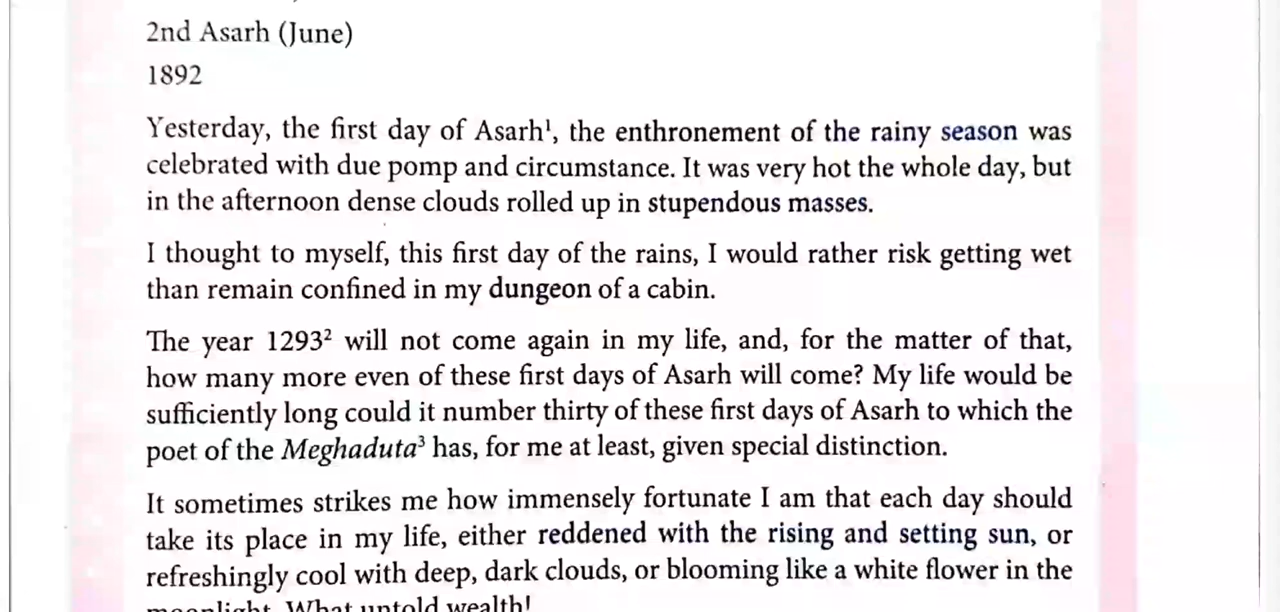 2nd Asarh (June)
1892
Yesterday, the first day of Asarh¹, the enthronement of the rainy season was
celebrated with due pomp and circumstance. It was very hot the whole day, but
in the afternoon dense clouds rolled up in stupendous masses.
I thought to myself, this first day of the rains, I would rather risk getting wet
than remain confined in my dungeon of a cabin.
The year 1293² will not come again in my life, and, for the matter of that,
how many more even of these first days of Asarh will come? My life would be
sufficiently long could it number thirty of these first days of Asarh to which the
poet of the Meghaduta³ has, for me at least, given special distinction.
It sometimes strikes me how immensely fortunate I am that each day should
take its place in my life, either reddened with the rising and setting sun, or
refreshingly cool with deep, dark clouds, or blooming like a white flower in the
moonlight. What untold wealth!